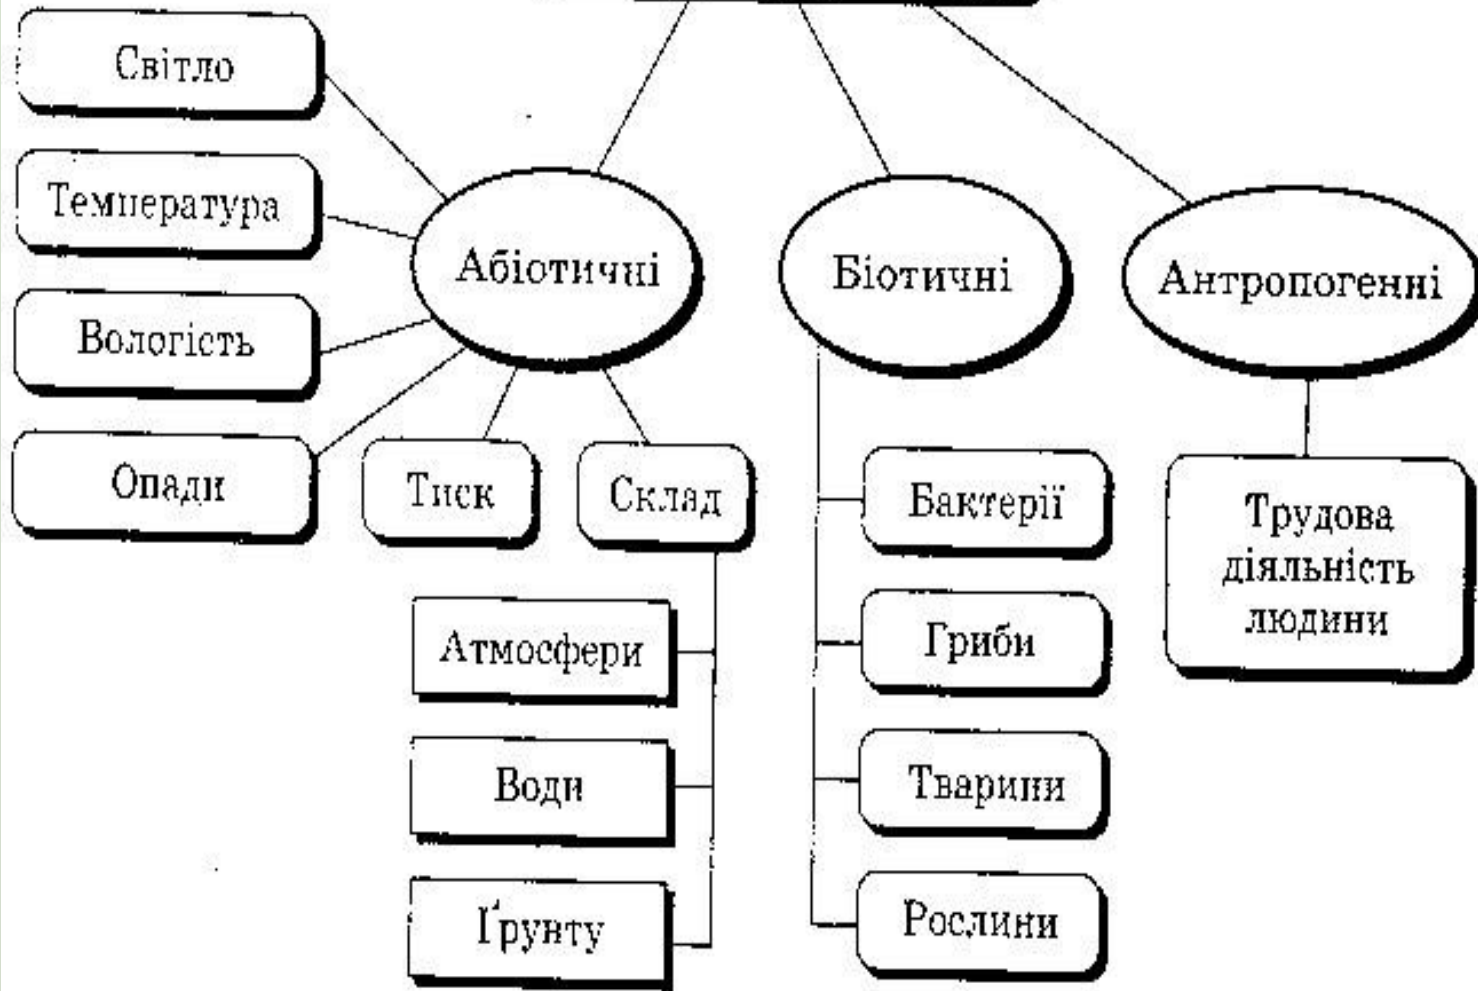 Світло
Температура
Вологість
Опади
Абіотичні
Тиск
Склад
Атмосфери
Води
Ґрунту
Біотичні
Бактерії
Гриби
Тварини
Рослини
Антропогенні
Трудова
діяльність
людини